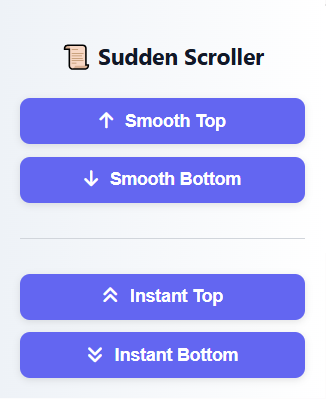 Sudden Scroller
Smooth Top
Smooth Bottom
Instant Top
Instant Bottom